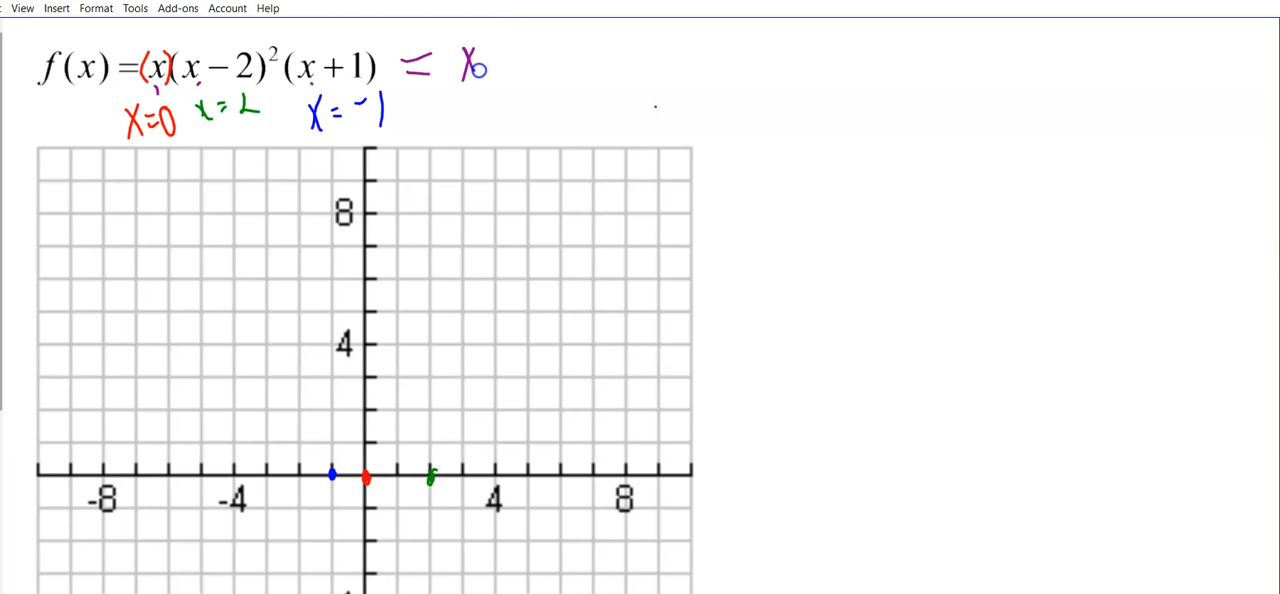 : View Insert Format Tools Add-ons Account Help
f(x) =(x)(x − 2)²(x + 1) = x
x=0 x=2 x=-1
8
4
-8 -4 4 8